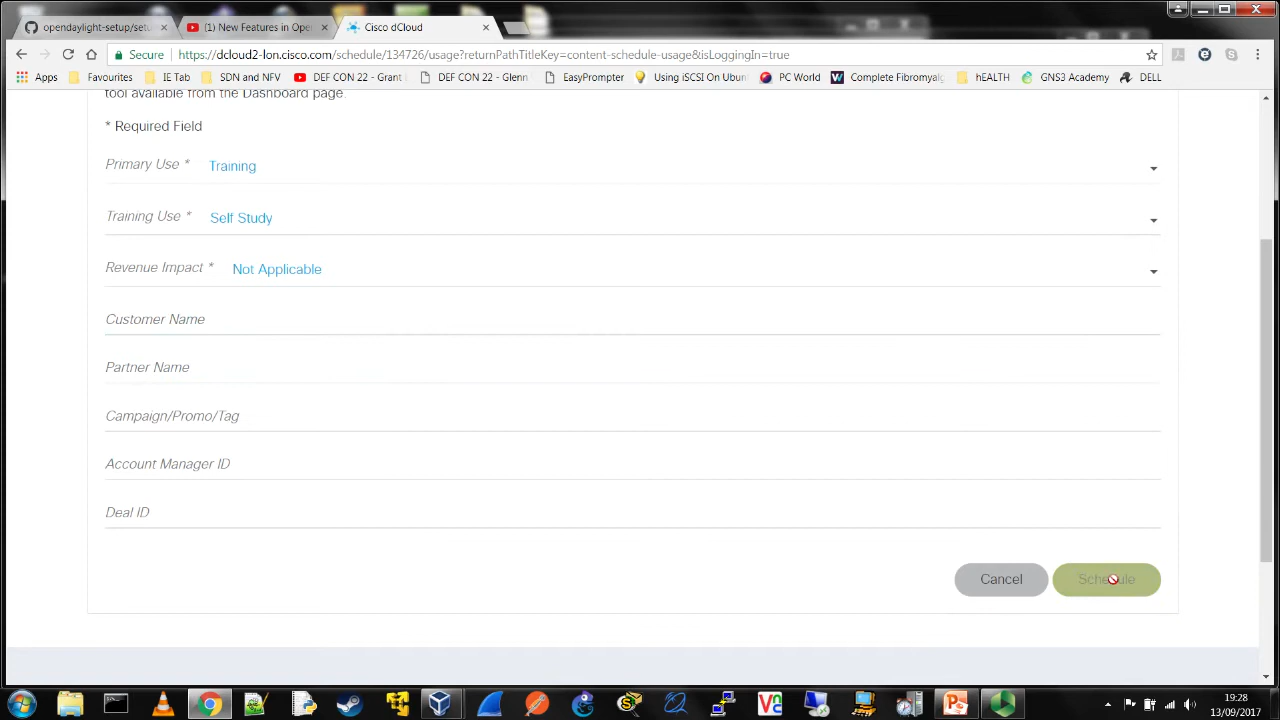 opendaylight-setup/setu
(1) New Features in Open
Cisco dCloud
Secure
https://dcloud2-lon.cisco.com/schedule/134726/usage?returnPathTitleKey=content-schedule-usage&isLoggingIn=true
Apps
Favourites
IE Tab
SDN and NFV
DEF CON 22 - Grant
DEF CON 22 - Glenn
EasyPrompter
Using iSCSI On Ubun
PC World
Complete Fibromyalg
hEALTH
GNS3 Academy
DELL
tool available from the Dashboard page.
* Required Field
Primary Use * Training
Training Use * Self Study
Revenue Impact * Not Applicable
Customer Name
Partner Name
Campaign/Promo/Tag
Account Manager ID
Deal ID
Cancel
Schedule
19:28
13/09/2017